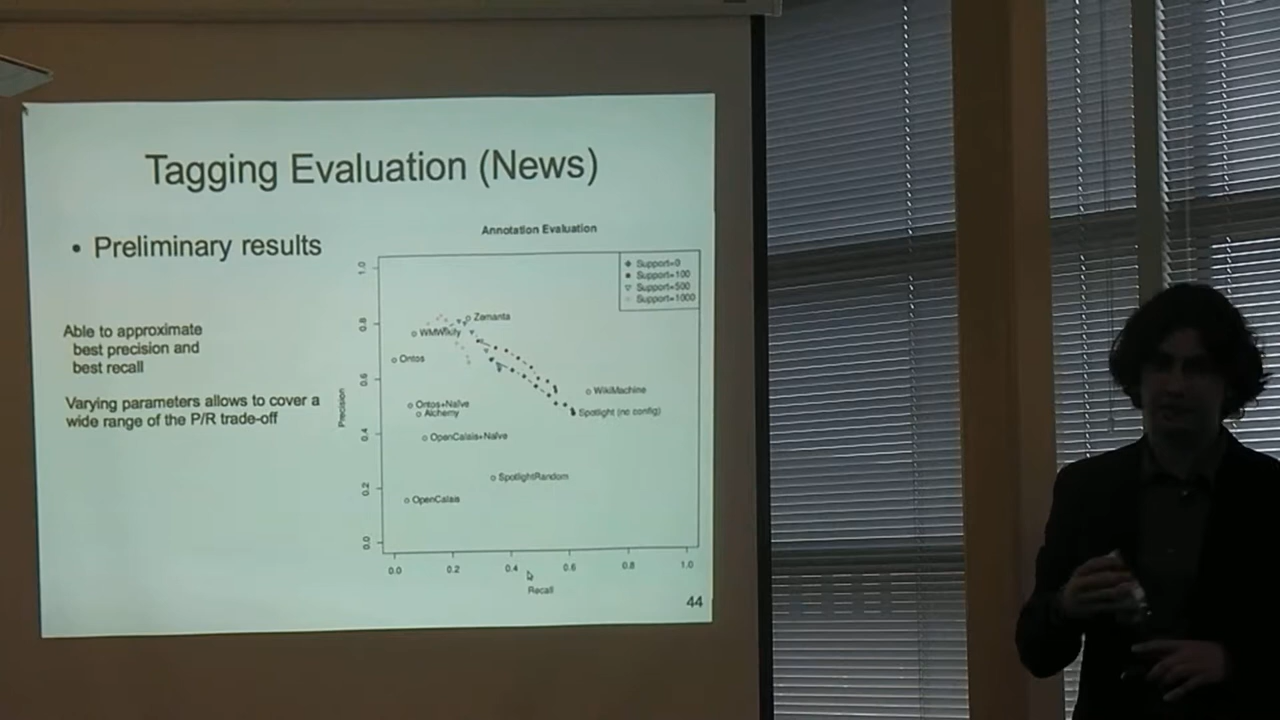 Tagging Evaluation (News)
• Preliminary results
Able to approximate
best precision and
best recall
Varying parameters allows to cover a
wide range of the P/R trade-off
Annotation Evaluation
Support=0
Support=100
Support=500
Support=1000
Zemanta
WMWikify
Ontos
WikiMachine
Ontos+Naïve
Alchemy
Spotlight (no config)
OpenCalais+Naïve
SpotlightRandom
OpenCalais
Precision
1.0
0.8
0.6
0.4
0.2
0.0
0.0 0.2 0.4 0.6 0.8 1.0
Recall
44